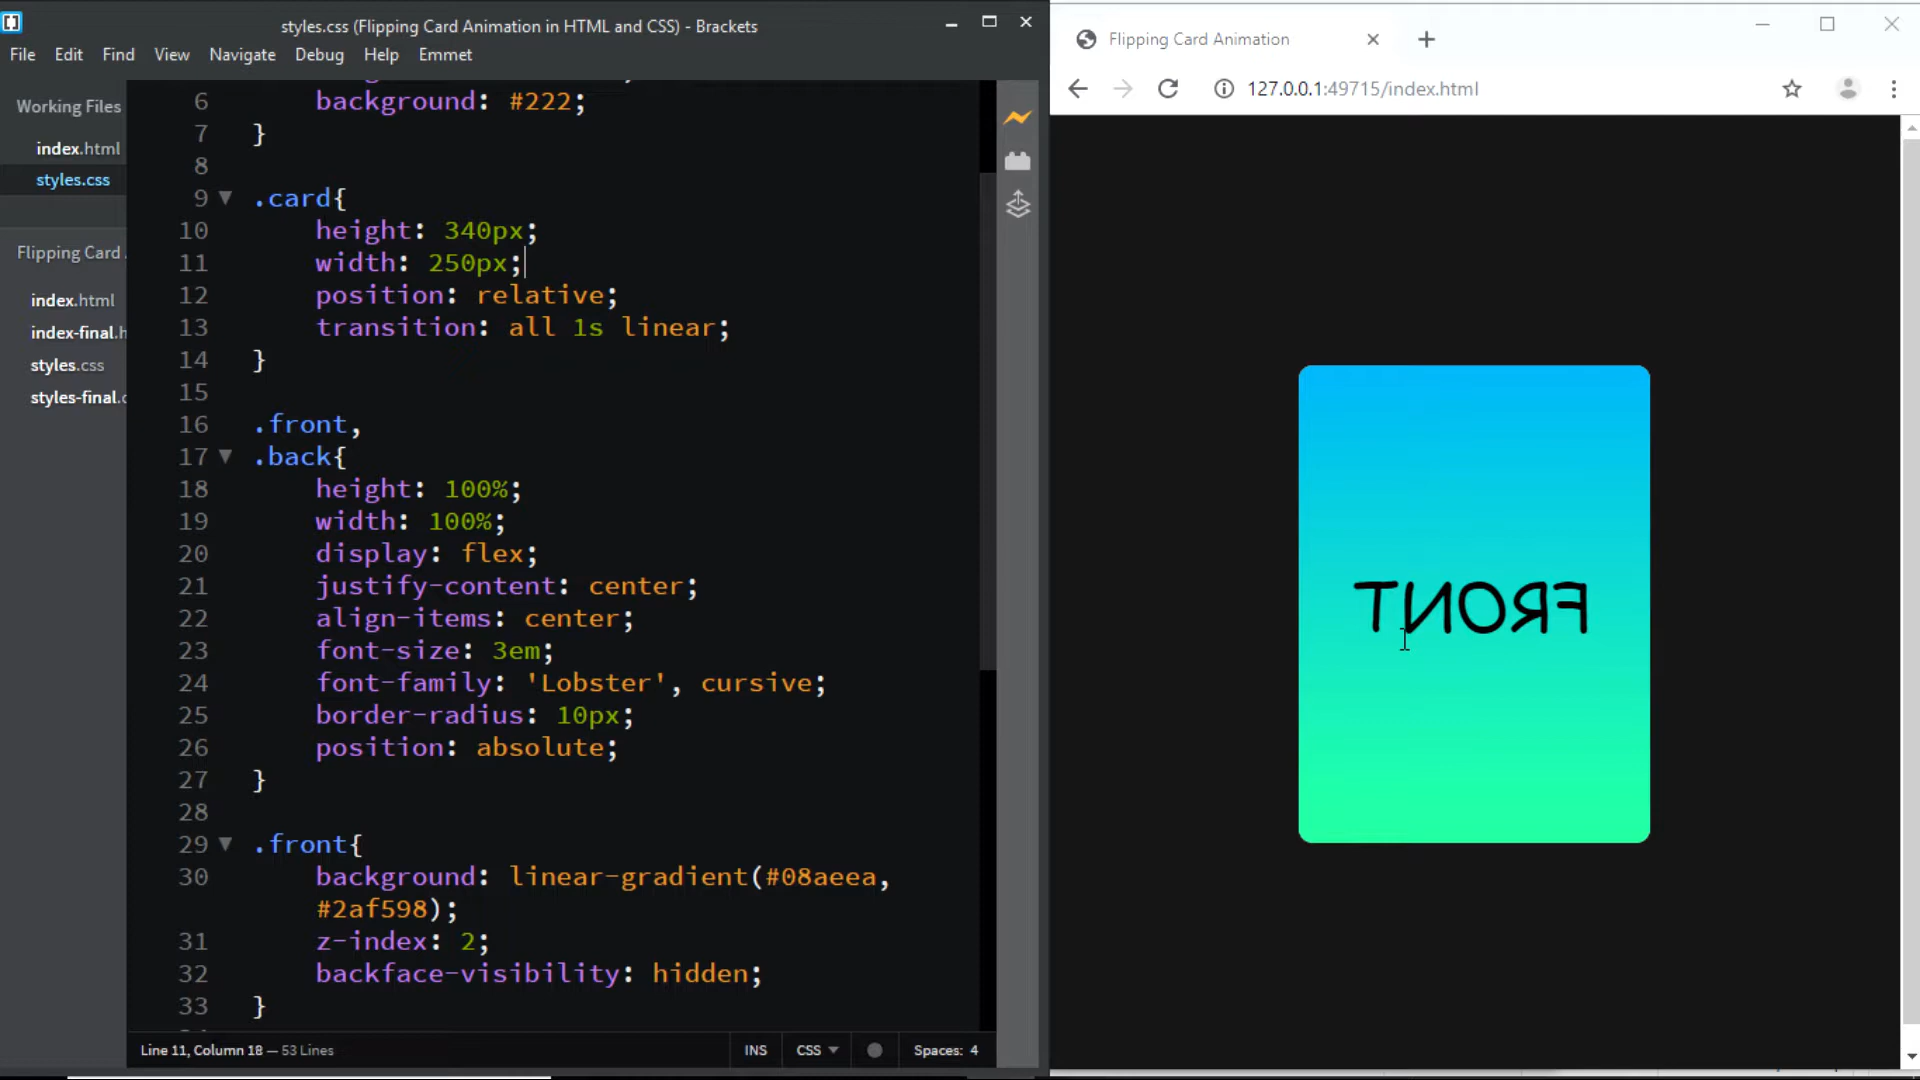 styles.css (Flipping Card Animation in HTML and CSS) - Brackets
File Edit Find View Navigate Debug Help Emmet
Working Files
index.html
styles.css
Flipping Card .
index.html
index-final.h
styles.css
styles-final.c
6 background: #222;
7 }
8
9 .card{
10 height: 340px;
11 width: 250px;
12 position: relative;
13 transition: all 1s linear;
14 }
15
16 .front,
17 .back{
18 height: 100%;
19 width: 100%;
20 display: flex;
21 justify-content: center;
22 align-items: center;
23 font-size: 3em;
24 font-family: 'Lobster', cursive;
25 border-radius: 10px;
26 position: absolute;
27 }
28
29 .front{
30 background: linear-gradient(#08aeea,
#2af598);
31 z-index: 2;
32 backface-visibility: hidden;
33 }
Line 11, Column 18 — 53 Lines
INS CSS Spaces: 4
Flipping Card Animation
127.0.0.1:49715/index.html
FRONT